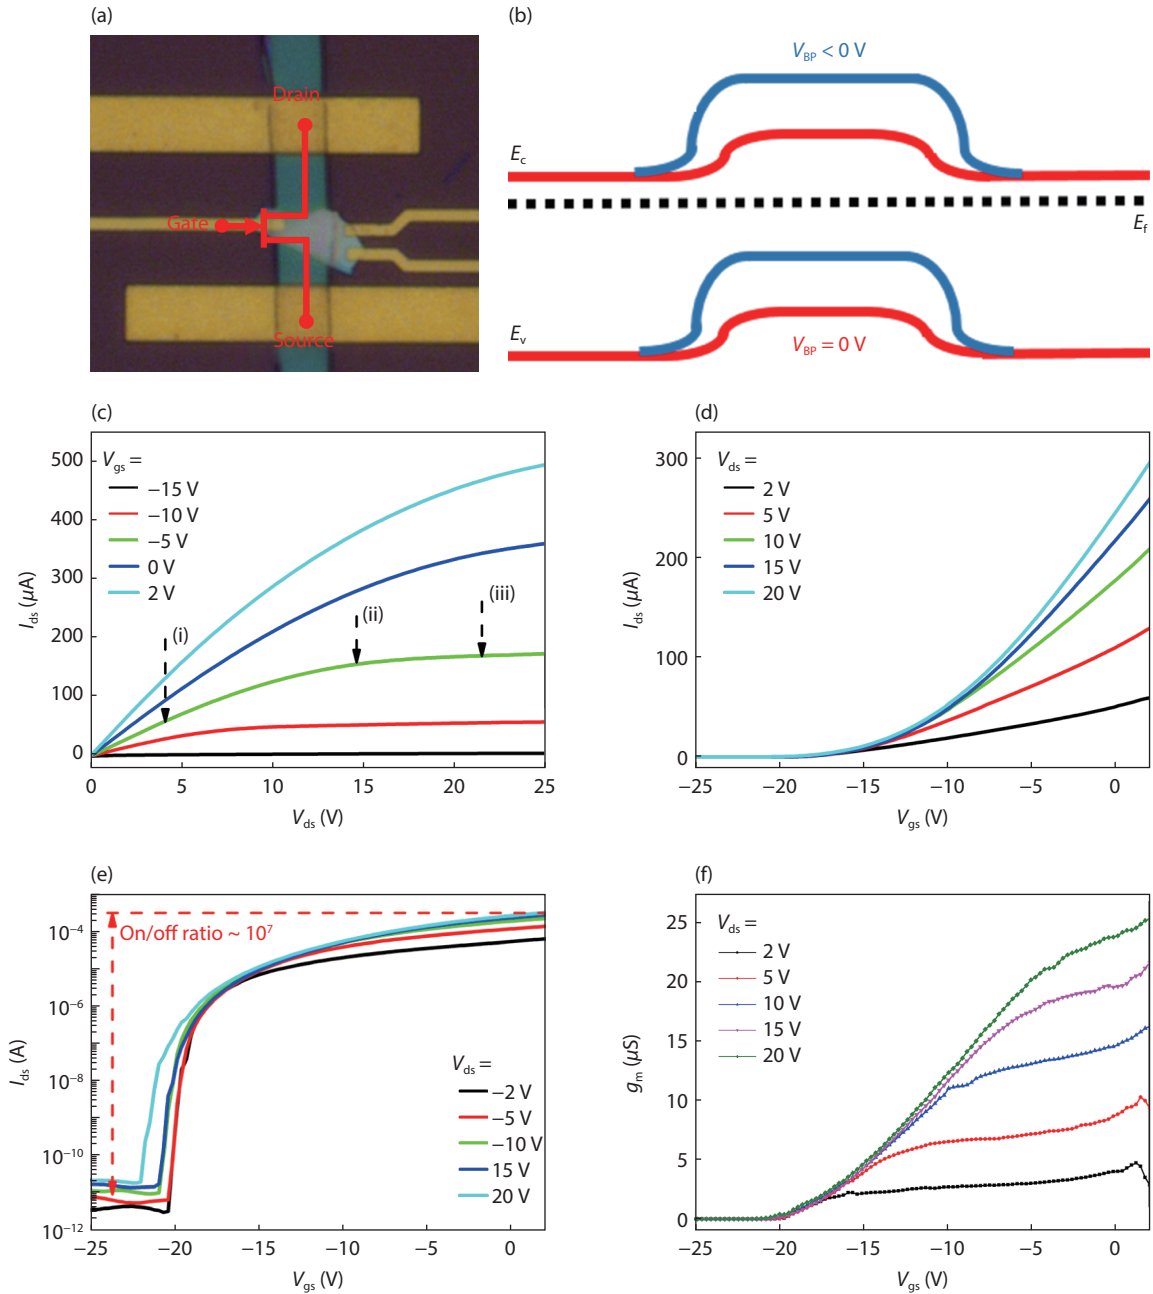 (a)
Drain
Gate
Source
(b)
V_BP < 0 V
E_c
E_f
E_v
V_BP = 0 V
(c)
500
400
300
200
100
0
I_ds (μA)
V_gs =
−15 V
−10 V
−5 V
0 V
2 V
(i)
(ii)
(iii)
0 5 10 15 20 25
V_ds (V)
(d)
300
200
100
0
I_ds (μA)
V_ds =
2 V
5 V
10 V
15 V
20 V
−25 −20 −15 −10 −5 0
V_gs (V)
(e)
10⁻⁴
10⁻⁶
10⁻⁸
10⁻¹⁰
10⁻¹²
I_ds (A)
On/off ratio ~ 10⁷
V_ds =
−2 V
−5 V
−10 V
15 V
20 V
−25 −20 −15 −10 −5 0
V_gs (V)
(f)
25
20
15
10
5
0
g_m (μS)
V_ds =
2 V
5 V
10 V
15 V
20 V
−25 −20 −15 −10 −5 0
V_gs (V)